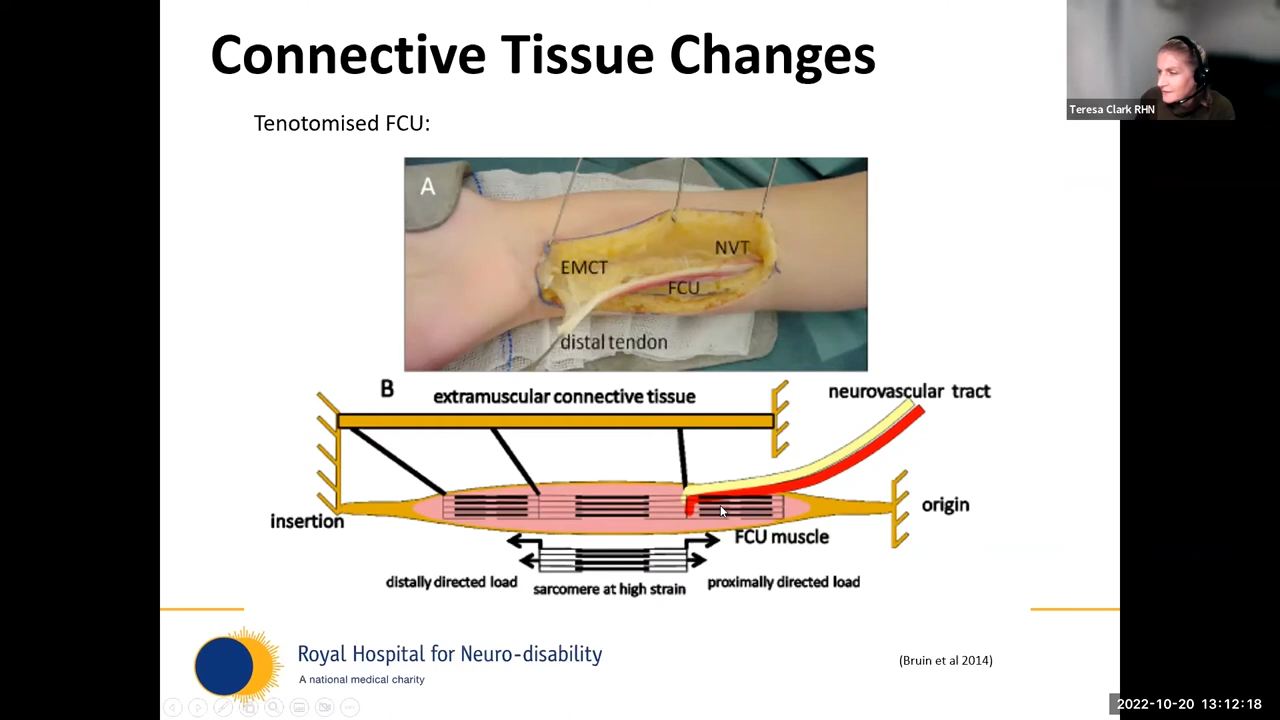 Connective Tissue Changes
Teresa Clark RHN
Tenotomised FCU:
A
NVT
EMCT
FCU
distal tendon
B
extramuscular connective tissue
neurovascular tract
origin
insertion
FCU muscle
distally directed load
sarcomere at high strain
proximally directed load
Royal Hospital for Neuro-disability
A national medical charity
(Bruin et al 2014)
2022-10-20 13:12:18